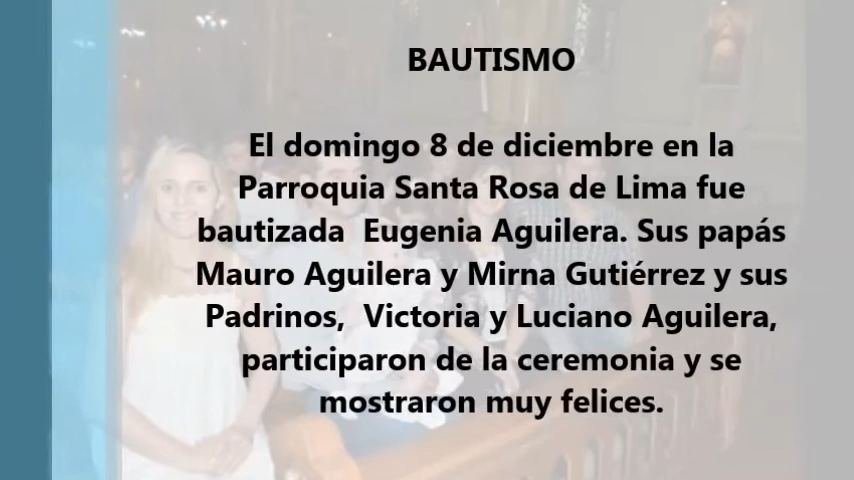 BAUTISMO
El domingo 8 de diciembre en la
Parroquia Santa Rosa de Lima fue
bautizada  Eugenia Aguilera. Sus papás
Mauro Aguilera y Mirna Gutiérrez y sus
Padrinos,  Victoria y Luciano Aguilera,
participaron de la ceremonia y se
mostraron muy felices.